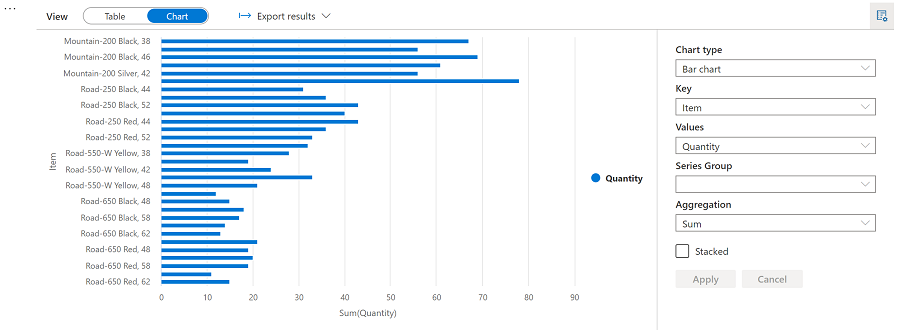 ...
View Table Chart Export results
Mountain-200 Black, 38
Mountain-200 Black, 46
Mountain-200 Silver, 42
Road-250 Black, 44
Road-250 Black, 52
Road-250 Red, 44
Road-250 Red, 52
Road-550-W Yellow, 38
Road-550-W Yellow, 42
Road-550-W Yellow, 48
Road-650 Black, 48
Road-650 Black, 58
Road-650 Black, 62
Road-650 Red, 48
Road-650 Red, 58
Road-650 Red, 62
Item
0 10 20 30 40 50 60 70 80 90
Sum(Quantity)
Quantity
Chart type
Bar chart
Key
Item
Values
Quantity
Series Group
Aggregation
Sum
Stacked
Apply Cancel